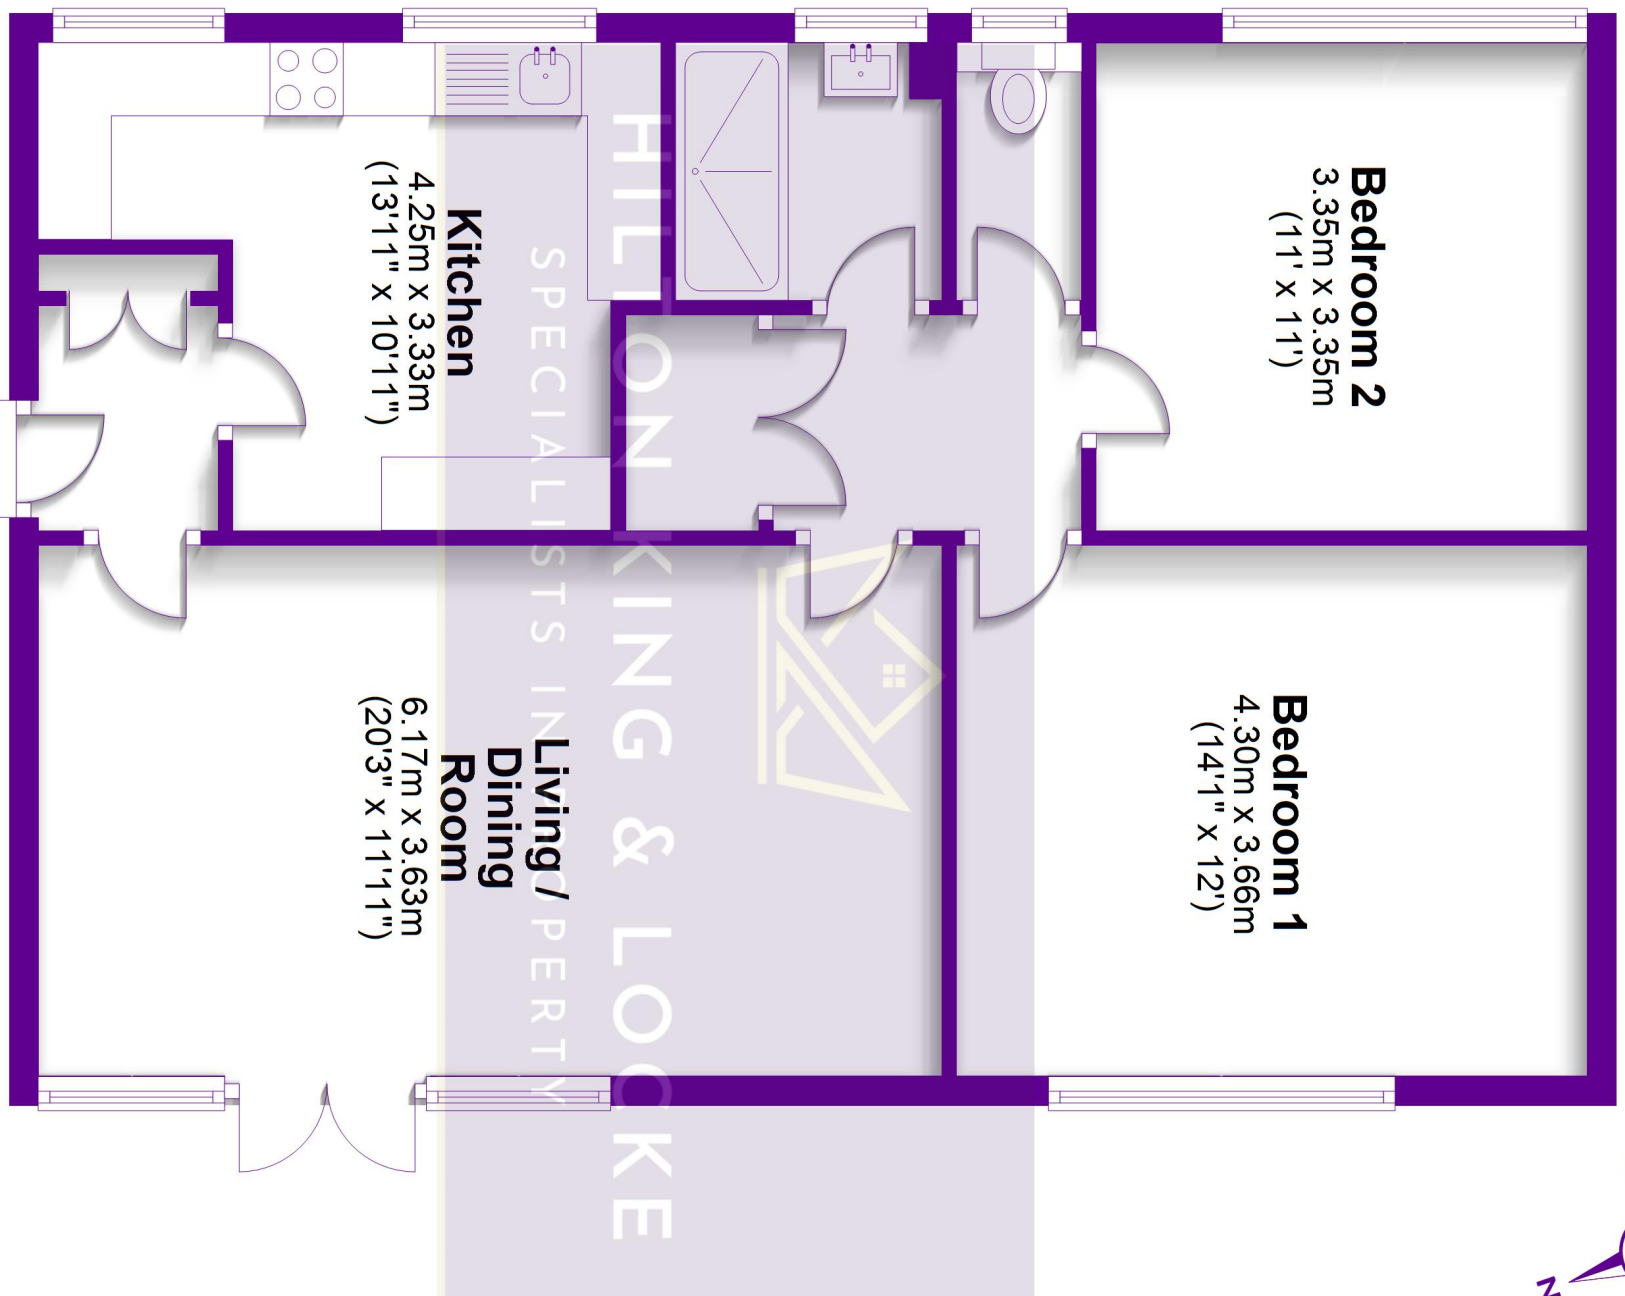 Kitchen
4.25m x 3.33m
(13'11" x 10'11")
Bedroom 2
3.35m x 3.35m
(11' x 11')
Living/
Dining
Room
6.17m x 3.63m
(20'3" x 11'11")
Bedroom 1
4.30m x 3.66m
(14'1" x 12')
HILTON KING & LOCKE
SPECIALISTS IN PROPERTY
N